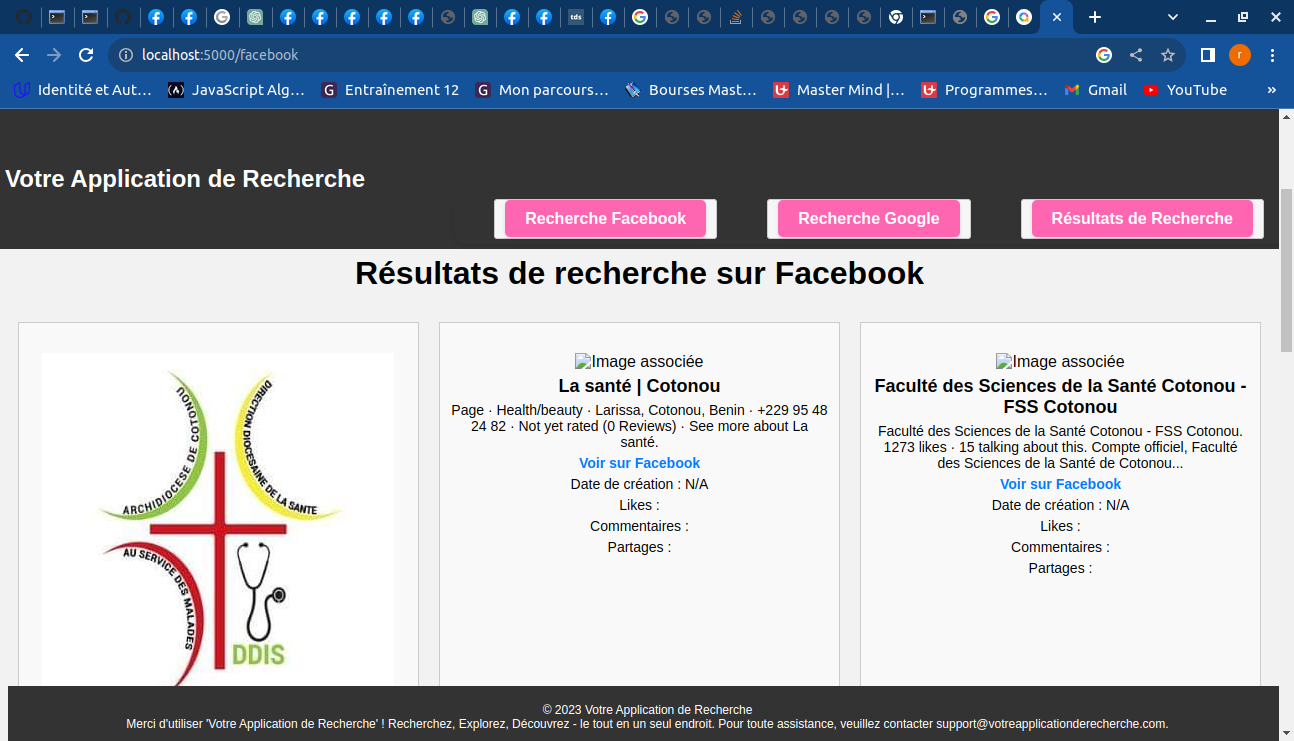 tds
localhost:5000/facebook
r
Identité et Aut…
JavaScript Alg…
Entraînement 12
Mon parcours…
Bourses Mast…
Master Mind |…
Programmes…
Gmail
YouTube
»
Votre Application de Recherche
Recherche Facebook
Recherche Google
Résultats de Recherche
Résultats de recherche sur Facebook
ARCHIDIOCESE DE COTONOU
DIRECTION DIOCESAINE DE LA SANTE
AU SERVICE DES MALADES
DDIS
Image associée
La santé | Cotonou
Page · Health/beauty · Larissa, Cotonou, Benin · +229 95 48
24 82 · Not yet rated (0 Reviews) · See more about La
santé.
Voir sur Facebook
Date de création : N/A
Likes :
Commentaires :
Partages :
Image associée
Faculté des Sciences de la Santé Cotonou -
FSS Cotonou
Faculté des Sciences de la Santé Cotonou - FSS Cotonou.
1273 likes · 15 talking about this. Compte officiel, Faculté
des Sciences de la Santé de Cotonou...
Voir sur Facebook
Date de création : N/A
Likes :
Commentaires :
Partages :
© 2023 Votre Application de Recherche
Merci d'utiliser 'Votre Application de Recherche' ! Recherchez, Explorez, Découvrez - le tout en un seul endroit. Pour toute assistance, veuillez contacter support@votreapplicationderecherche.com.